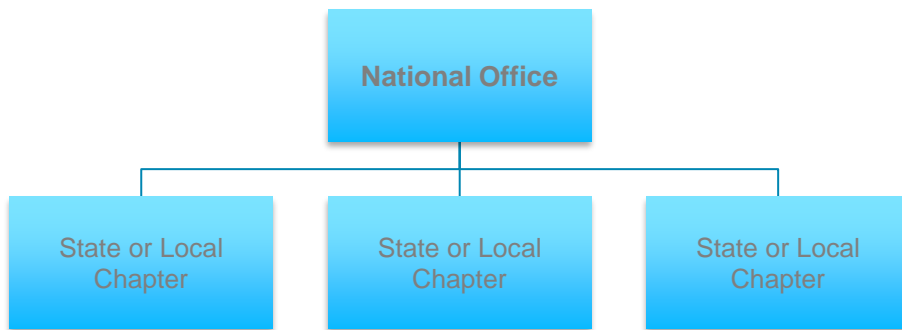 National Office
State or Local
Chapter
State or Local
Chapter
State or Local
Chapter